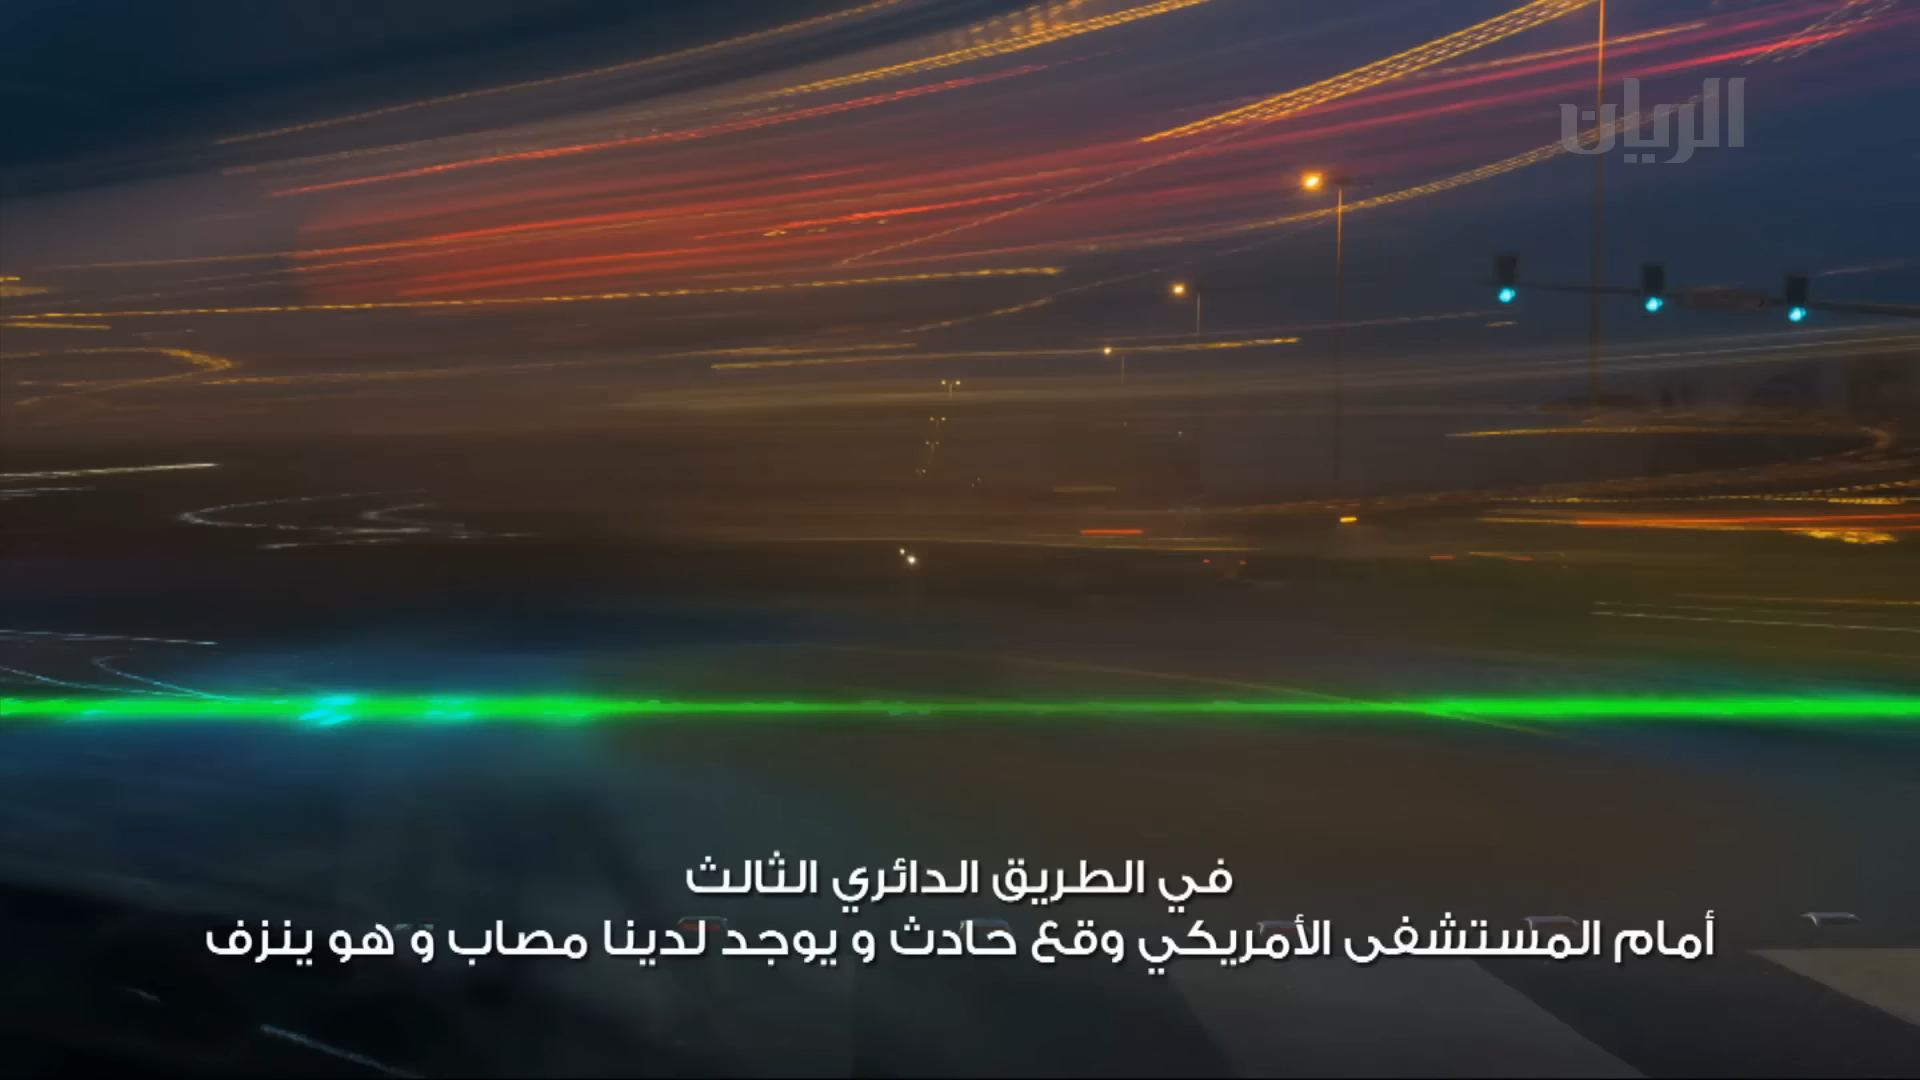 الريان
في الطريق الدائري الثالث
أمام المستشفى الأمريكي وقع حادث و يوجد لدينا مصاب و هو ينزف